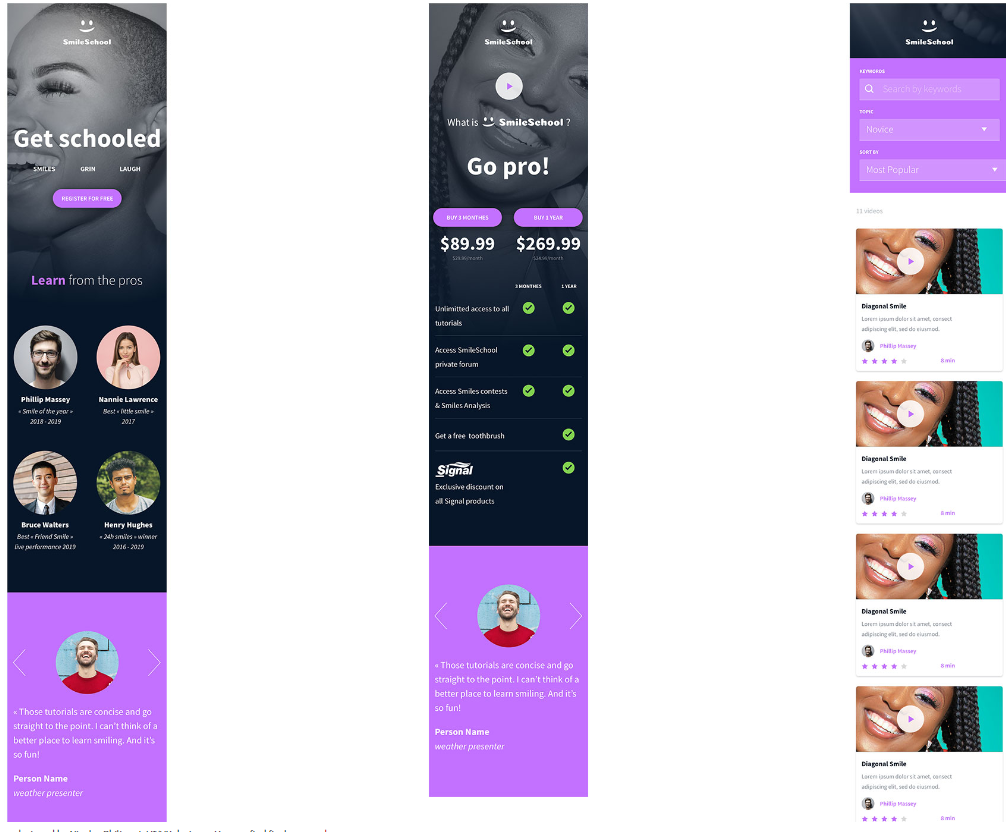 SmileSchool
Get schooled
SMILES GRIN LAUGH
REGISTER FOR FREE
Learn from the pros
Phillip Massey
« Smile of the year »
2018 - 2019
Nannie Lawrence
Best « little smile »
2017
Bruce Walters
Best « Friend Smile »
live performance 2019
Henry Hughes
« 24h smiles » winner
2016 - 2019
« Those tutorials are concise and go
straight to the point. I can't think of a
better place to learn smiling. And it's
so fun!
Person Name
weather presenter
SmileSchool
What is SmileSchool ?
Go pro!
BUY 3 MONTHES
BUY 1 YEAR
$89.99
$269.99
3 MONTHES 1 YEAR
Unlimitted access to all
tutorials
Access SmileSchool
private forum
Access Smiles contests
& Smiles Analysis
Get a free toothbrush
Signal
Exclusive discount on
all Signal products
« Those tutorials are concise and go
straight to the point. I can't think of a
better place to learn smiling. And it's
so fun!
Person Name
weather presenter
SmileSchool
KEYWORDS
Search by keywords
TOPIC
Novice
SORT BY
Most Popular
11 videos
Diagonal Smile
Lorem ipsum dolor sit amet, consect
adipiscing elit, sed do eiusmod.
Phillip Massey
8 min
Diagonal Smile
Lorem ipsum dolor sit amet, consect
adipiscing elit, sed do eiusmod.
Phillip Massey
8 min
Diagonal Smile
Lorem ipsum dolor sit amet, consect
adipiscing elit, sed do eiusmod.
Phillip Massey
8 min
Diagonal Smile
Lorem ipsum dolor sit amet, consect
adipiscing elit, sed do eiusmod.
Phillip Massey
8 min